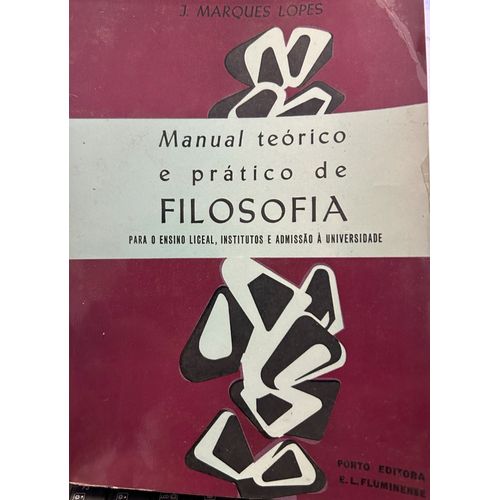 J. MARQUES LOPES
Manual teórico
e prático de
FILOSOFIA
PARA O ENSINO LICEAL, INSTITUTOS E ADMISSÃO À UNIVERSIDADE
PORTO EDITORA
E. L. FLUMINENSE